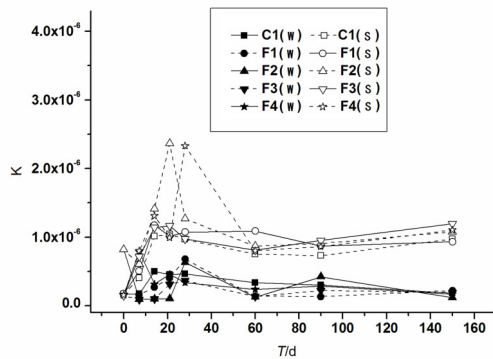 4.0x10⁻⁶
3.0x10⁻⁶
2.0x10⁻⁶
1.0x10⁻⁶
0.0
K
C1(W)
C1(S)
F1(W)
F1(S)
F2(W)
F2(S)
F3(W)
F3(S)
F4(W)
F4(S)
0 20 40 60 80 100 120 140 160
T/d